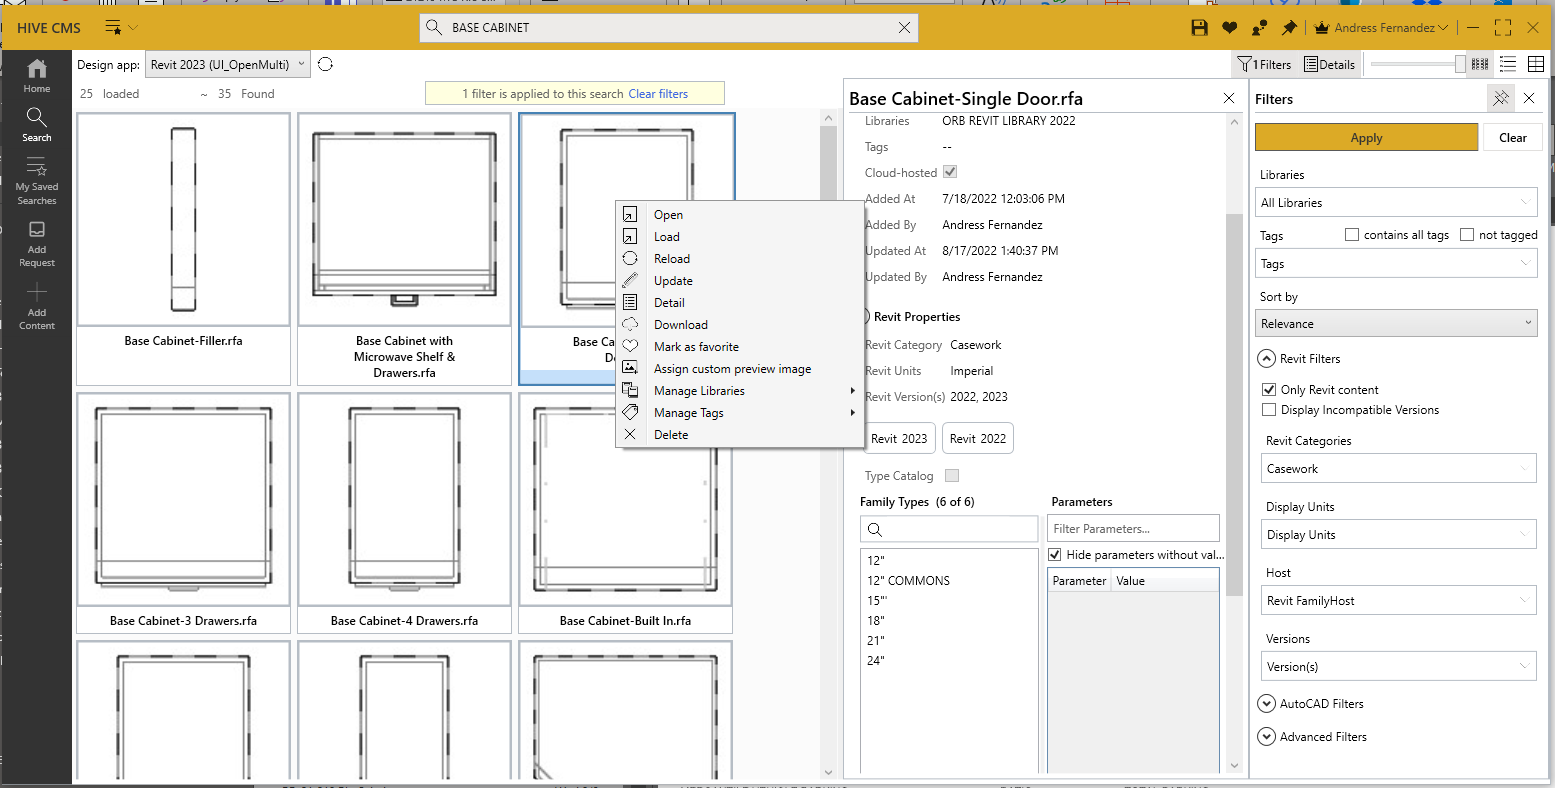 HIVE CMS
BASE CABINET
Andress Fernandez
Home
Search
My Saved
Searches
Add
Request
Add
Content
Design app:
Revit 2023 (UI_OpenMulti)
25 loaded ~ 35 Found
1 filter is applied to this search Clear filters
1Filters
Details
Base Cabinet-Filler.rfa
Base Cabinet with
Microwave Shelf &
Drawers.rfa
Base Ca
Do
Base Cabinet-3 Drawers.rfa
Base Cabinet-4 Drawers.rfa
Base Cabinet-Built In.rfa
Open
Load
Reload
Update
Detail
Download
Mark as favorite
Assign custom preview image
Manage Libraries
Manage Tags
Delete
Base Cabinet-Single Door.rfa
Libraries ORB REVIT LIBRARY 2022
Tags --
Cloud-hosted
Added At 7/18/2022 12:03:06 PM
Added By Andress Fernandez
Updated At 8/17/2022 1:40:37 PM
Updated By Andress Fernandez
Revit Properties
Revit Category Casework
Revit Units Imperial
Revit Version(s) 2022, 2023
Revit 2023
Revit 2022
Type Catalog
Family Types (6 of 6)
12"
12" COMMONS
15"'
18"
21"
24"
Parameters
Filter Parameters...
Hide parameters without val...
Parameter Value
Filters
Apply
Clear
Libraries
All Libraries
Tags
contains all tags
not tagged
Tags
Sort by
Relevance
Revit Filters
Only Revit content
Display Incompatible Versions
Revit Categories
Casework
Display Units
Display Units
Host
Revit FamilyHost
Versions
Version(s)
AutoCAD Filters
Advanced Filters